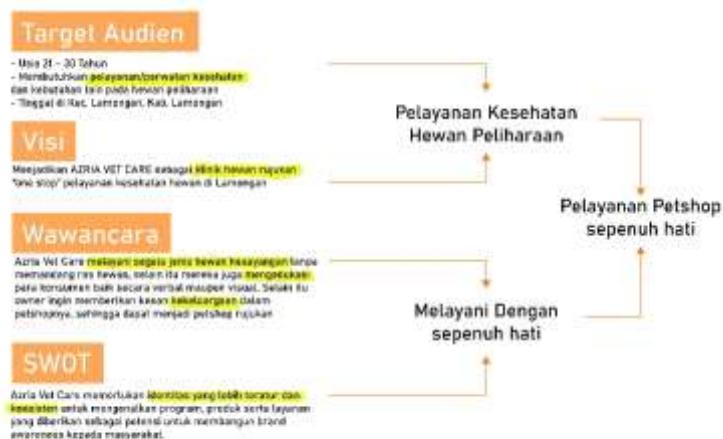 Target Audien
- Usia 21 - 30 Tahun
- Membutuhkan pelayanan/perwatan kesehatan
dan kebutuhan lain pada hewan peliharaan
- Tinggal di Kec. Lamongan, Kab. Lamongan
Visi
Menjadikan AZRIA VET CARE sebagai klinik hewan rujukan
"one stop" pelayanan kesehatan hewan di Lamongan
Wawancara
Azria Vet Care melayani segala jenis hewan kesayangan tanpa
memandang ras hewan, selain itu mereka juga mengedukasi
para konsumen baik secara verbal maupun visual. Selain itu
owner ingin memberikan kesan kekeluargaan dalam
petshopnya, sehingga dapat menjadi petshop rujukan
SWOT
Azria Vet Care memerlukan identitas yang lebih teratur dan
konsisten untuk mengenalkan program, produk serta layanan
yang diberikan sebagai potensi untuk membangun brand
awareness kepada masyarakat.
Pelayanan Kesehatan
Hewan Peliharaan
Melayani Dengan
sepenuh hati
Pelayanan Petshop
sepenuh hati